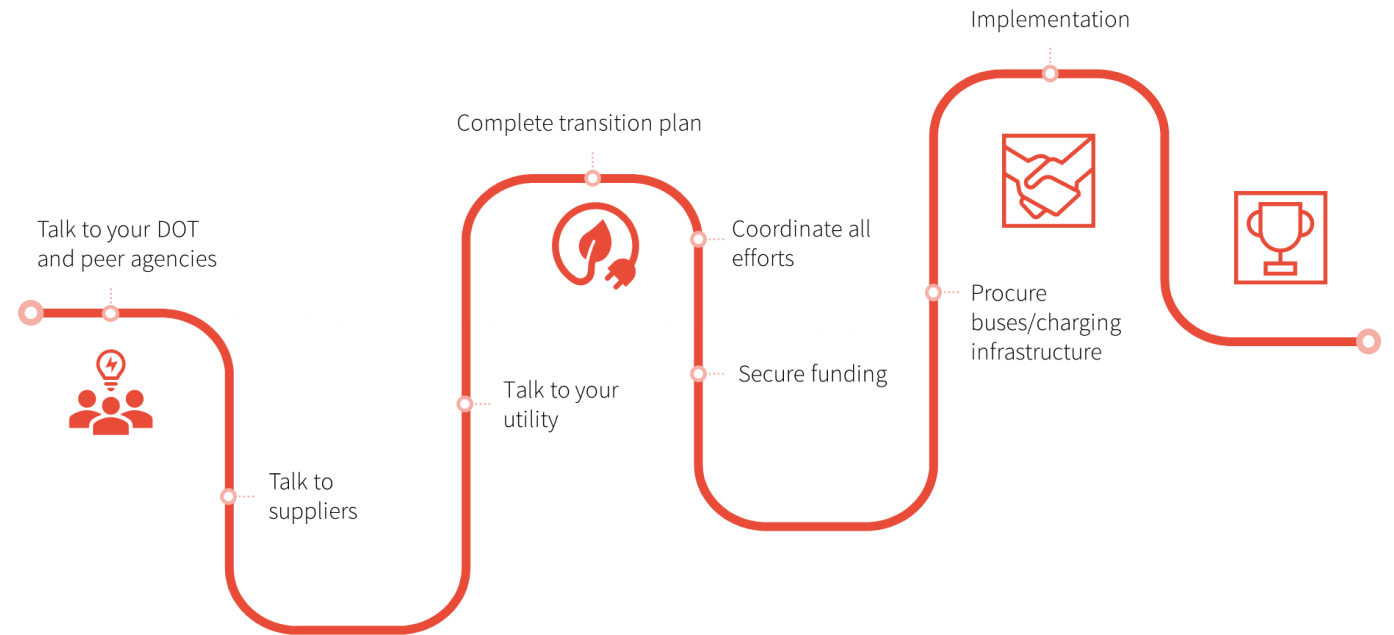 Talk to your DOT
and peer agencies
Talk to
suppliers
Talk to your
utility
Complete transition plan
Coordinate all
efforts
Secure funding
Procure
buses/charging
infrastructure
Implementation